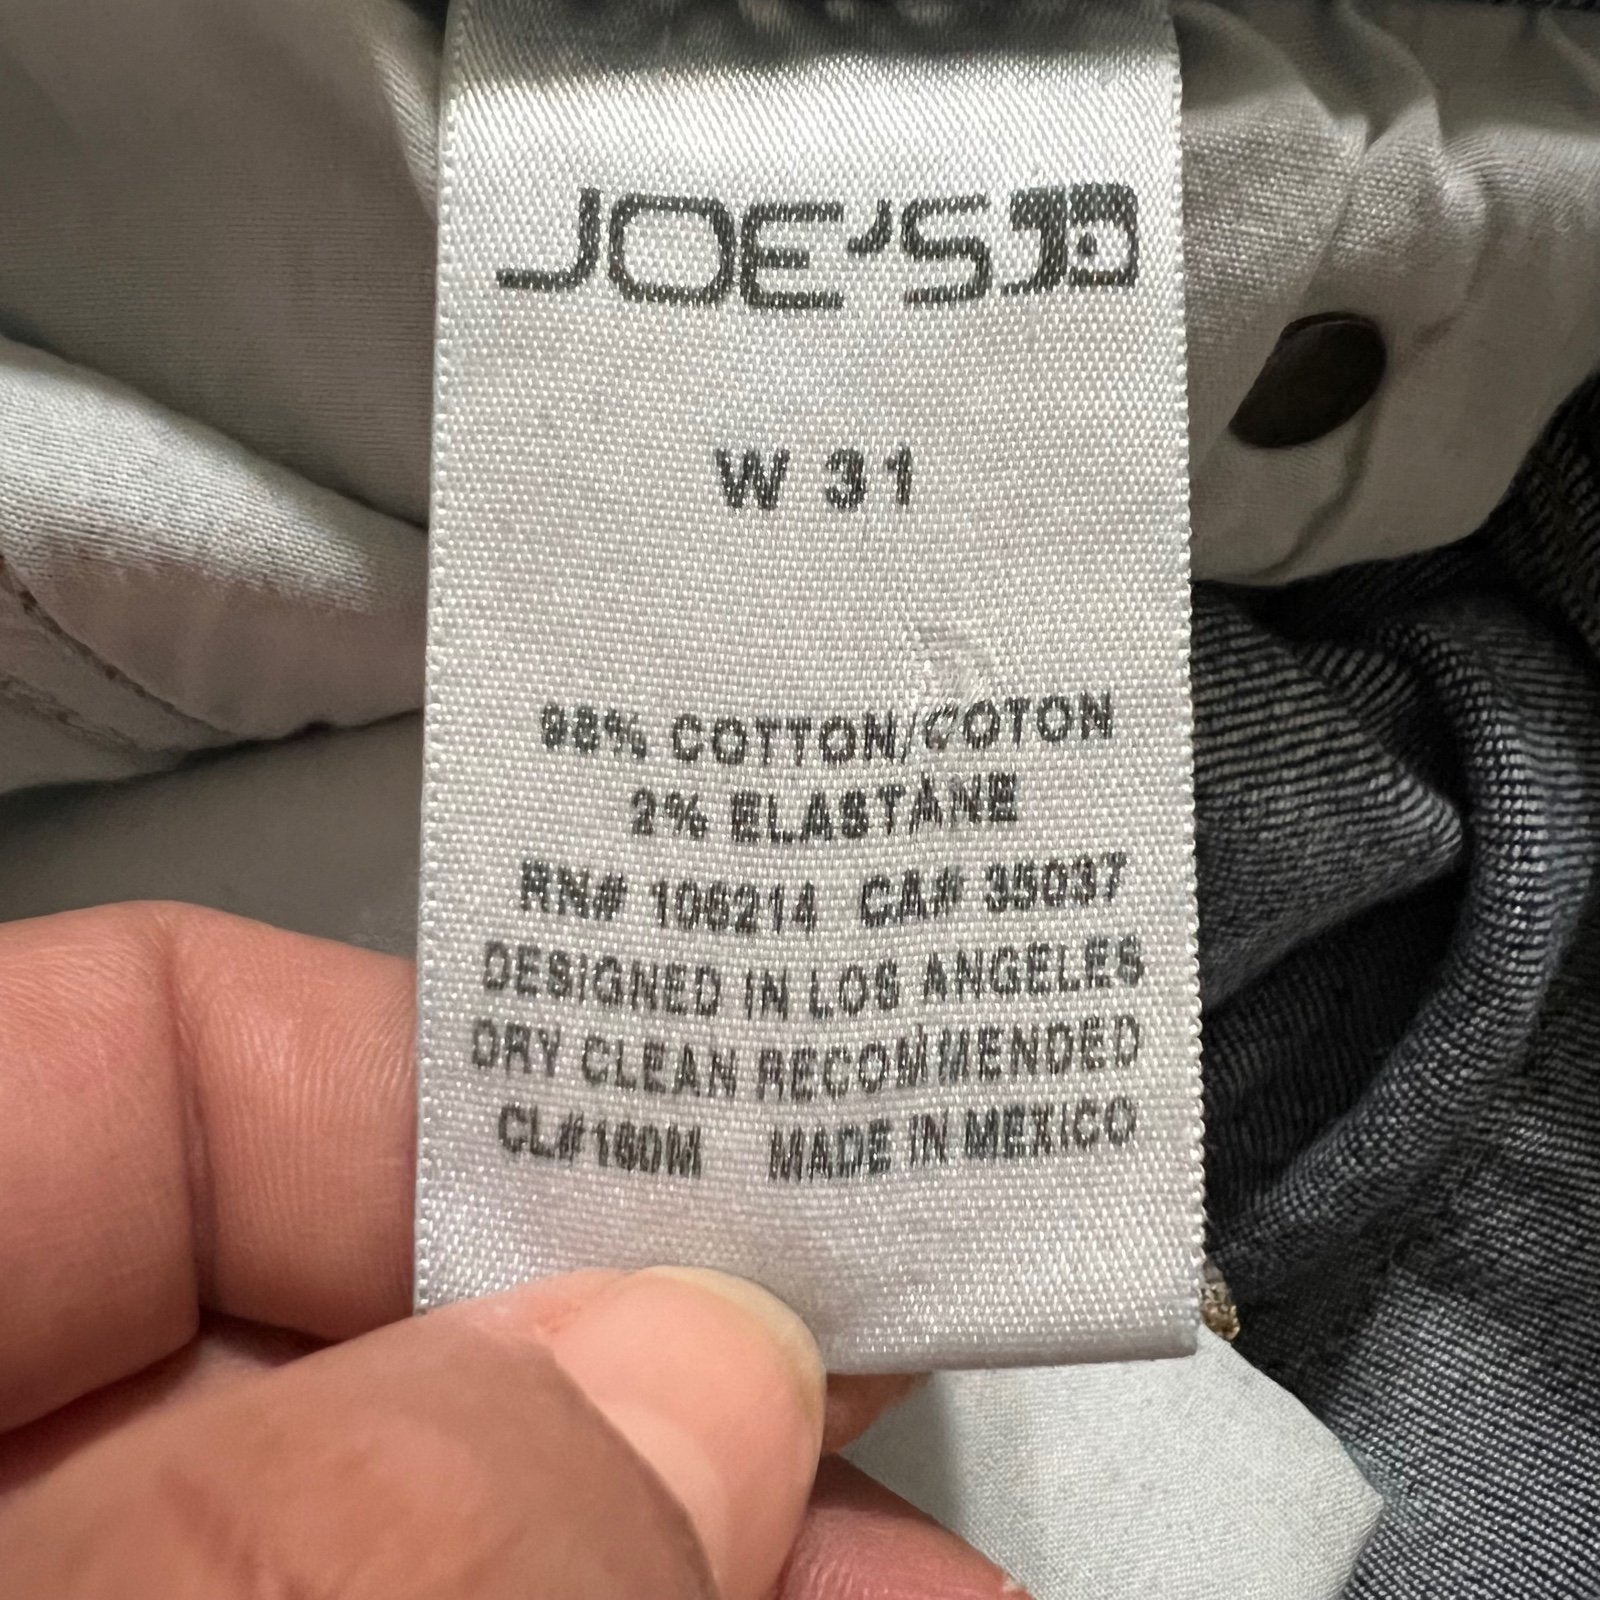 JOE'S
W 31
98% COTTON/COTON
2% ELASTANE
RN# 106214 CA# 35037
DESIGNED IN LOS ANGELES
DRY CLEAN RECOMMENDED
CL#160M MADE IN MEXICO